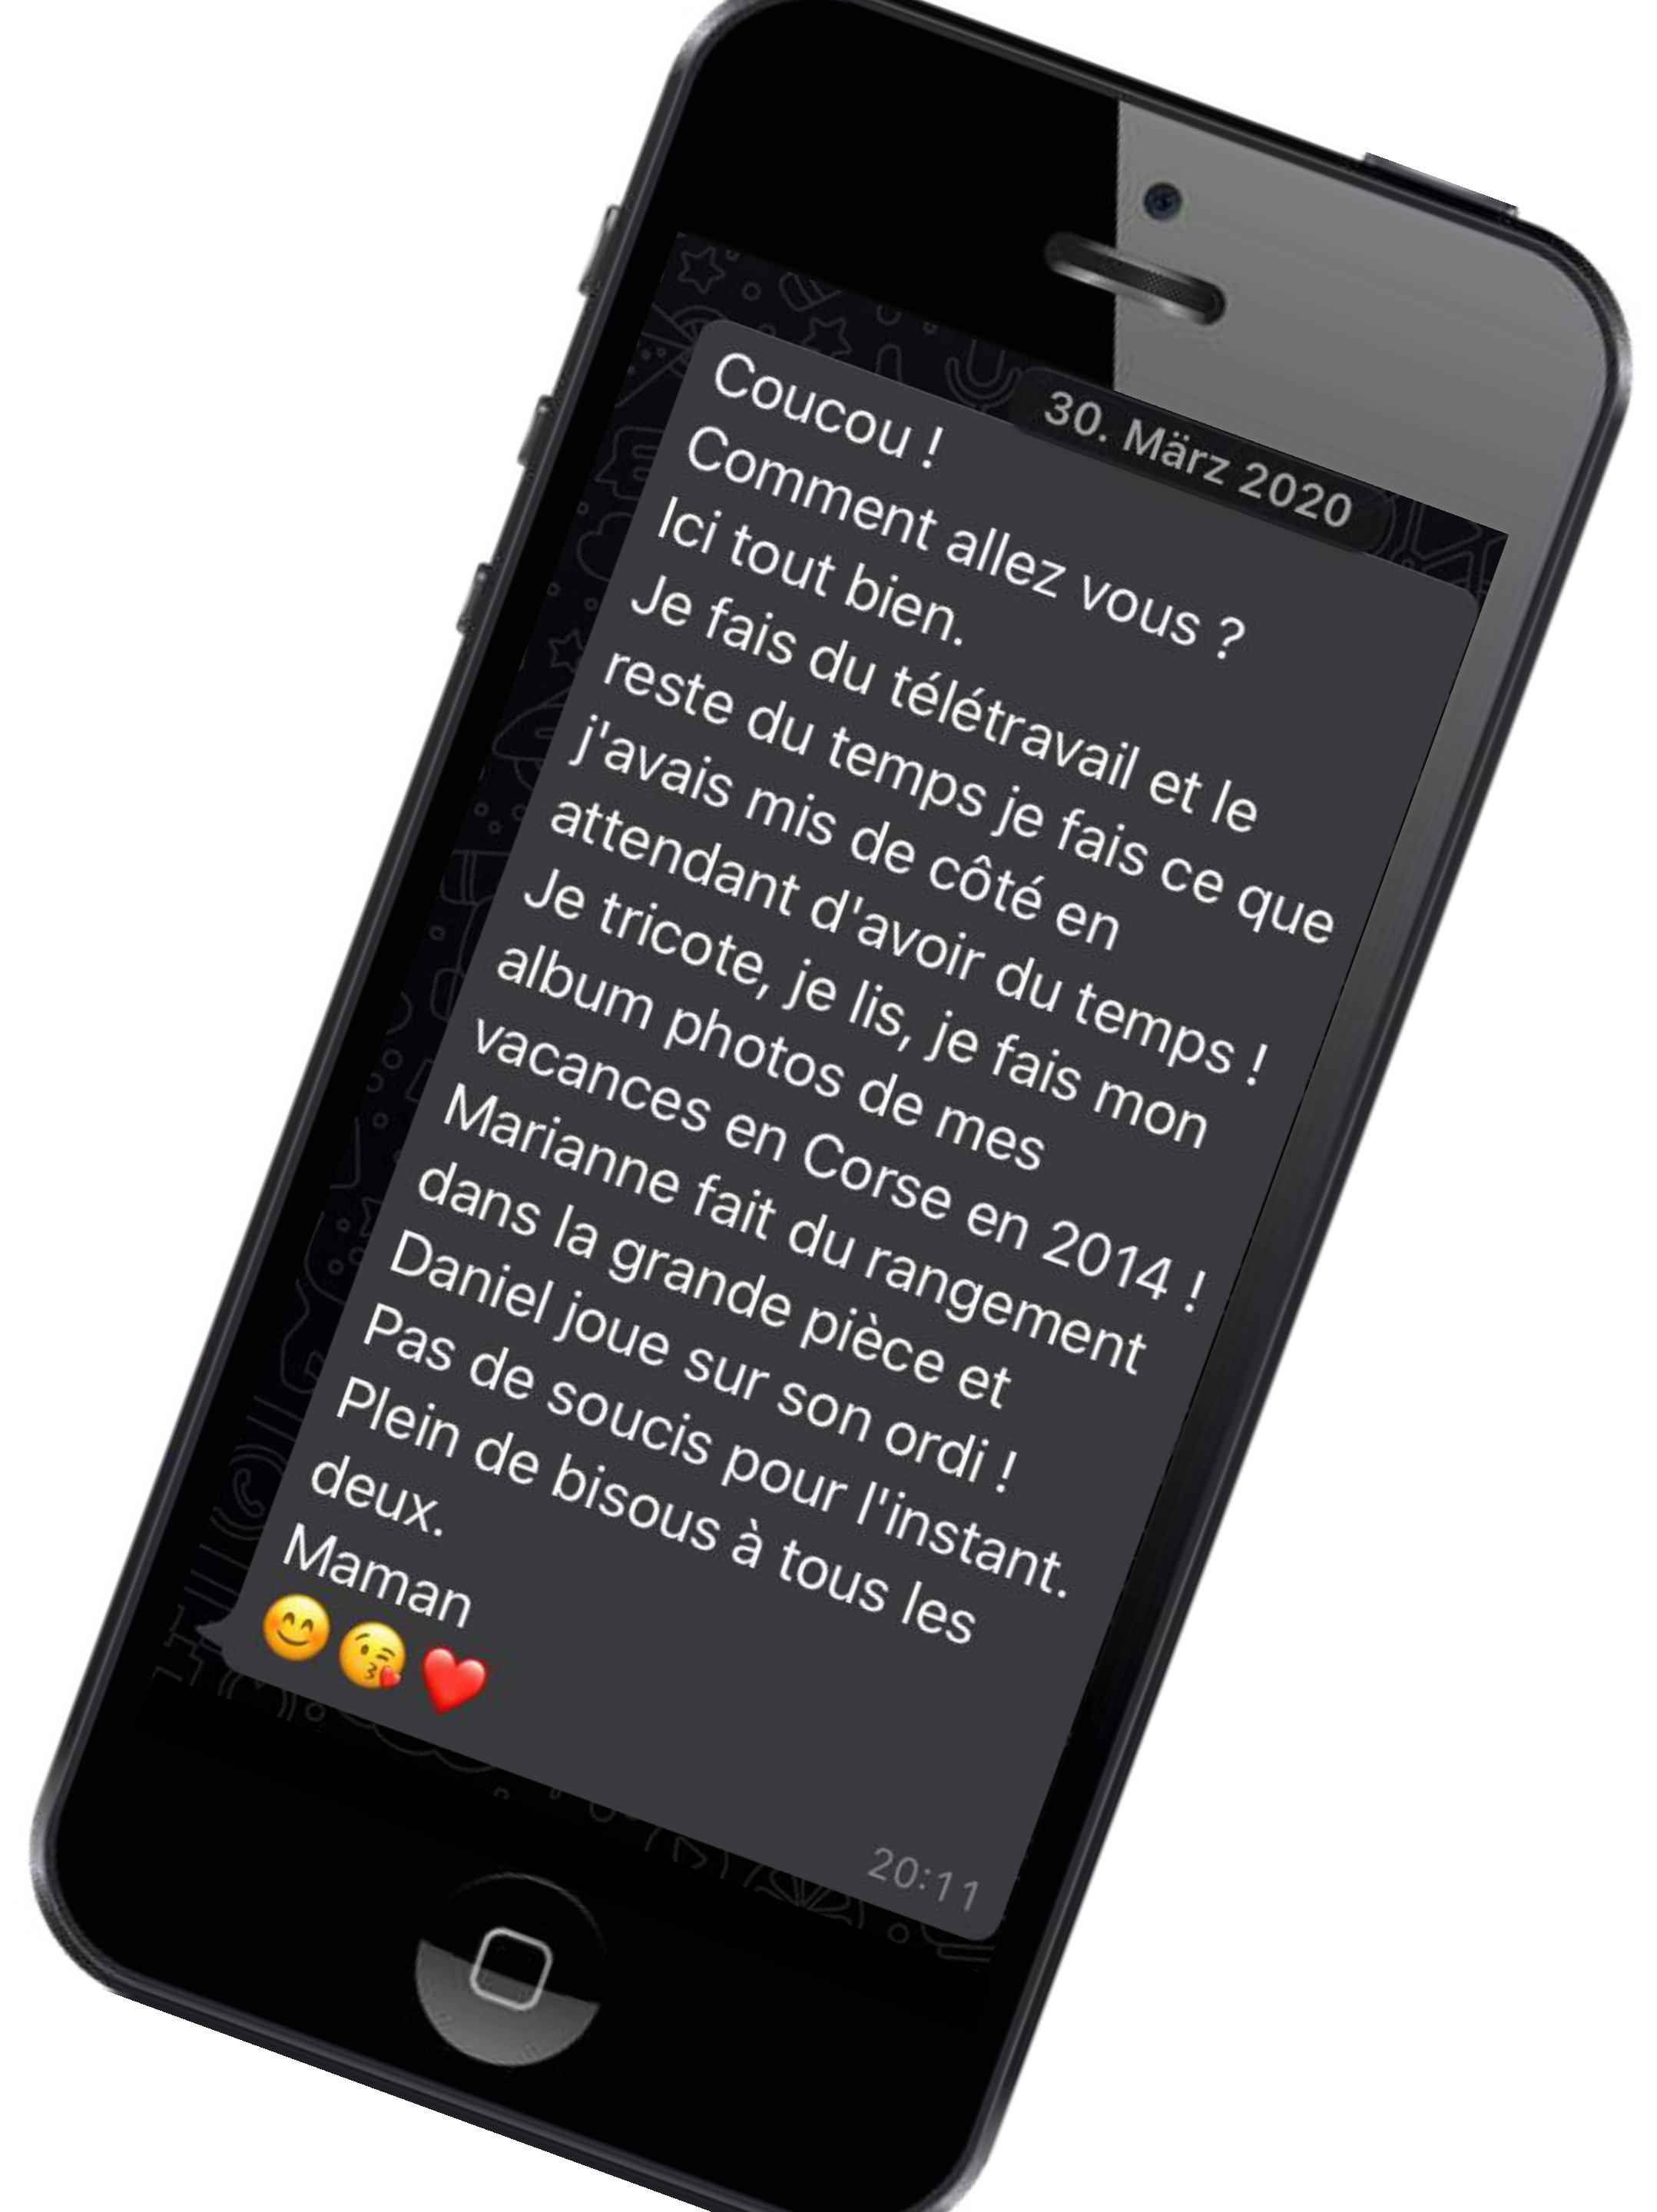 30. März 2020
Coucou !
Comment allez vous ?
Ici tout bien.
Je fais du télétravail et le
reste du temps je fais ce que
j'avais mis de côté en
attendant d'avoir du temps !
Je tricote, je lis, je fais mon
album photos de mes
vacances en Corse en 2014 !
Marianne fait du rangement
dans la grande pièce et
Daniel joue sur son ordi !
Pas de soucis pour l'instant.
Plein de bisous à tous les
deux.
Maman
😊 😘 ❤️
20:11